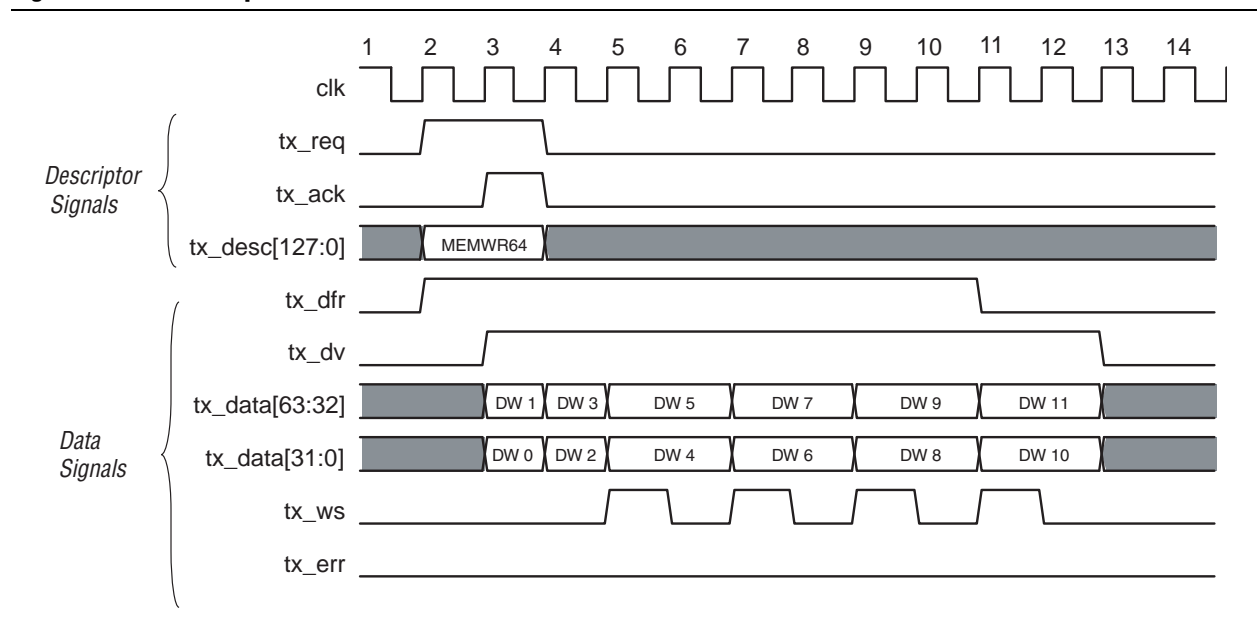 1 2 3 4 5 6 7 8 9 10 11 12 13 14
clk
Descriptor
Signals
tx_req
tx_ack
tx_desc[127:0] MEMWR64
Data
Signals
tx_dfr
tx_dv
tx_data[63:32] DW 1 DW 3 DW 5 DW 7 DW 9 DW 11
tx_data[31:0] DW 0 DW 2 DW 4 DW 6 DW 8 DW 10
tx_ws
tx_err